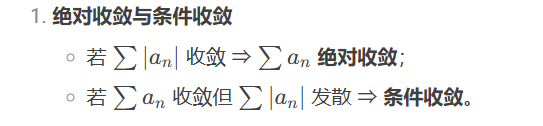 1. 绝对收敛与条件收敛
○ 若 ∑|aₙ| 收敛 ⇒ ∑ aₙ 绝对收敛；
○ 若 ∑ aₙ 收敛但 ∑|aₙ| 发散 ⇒ 条件收敛。